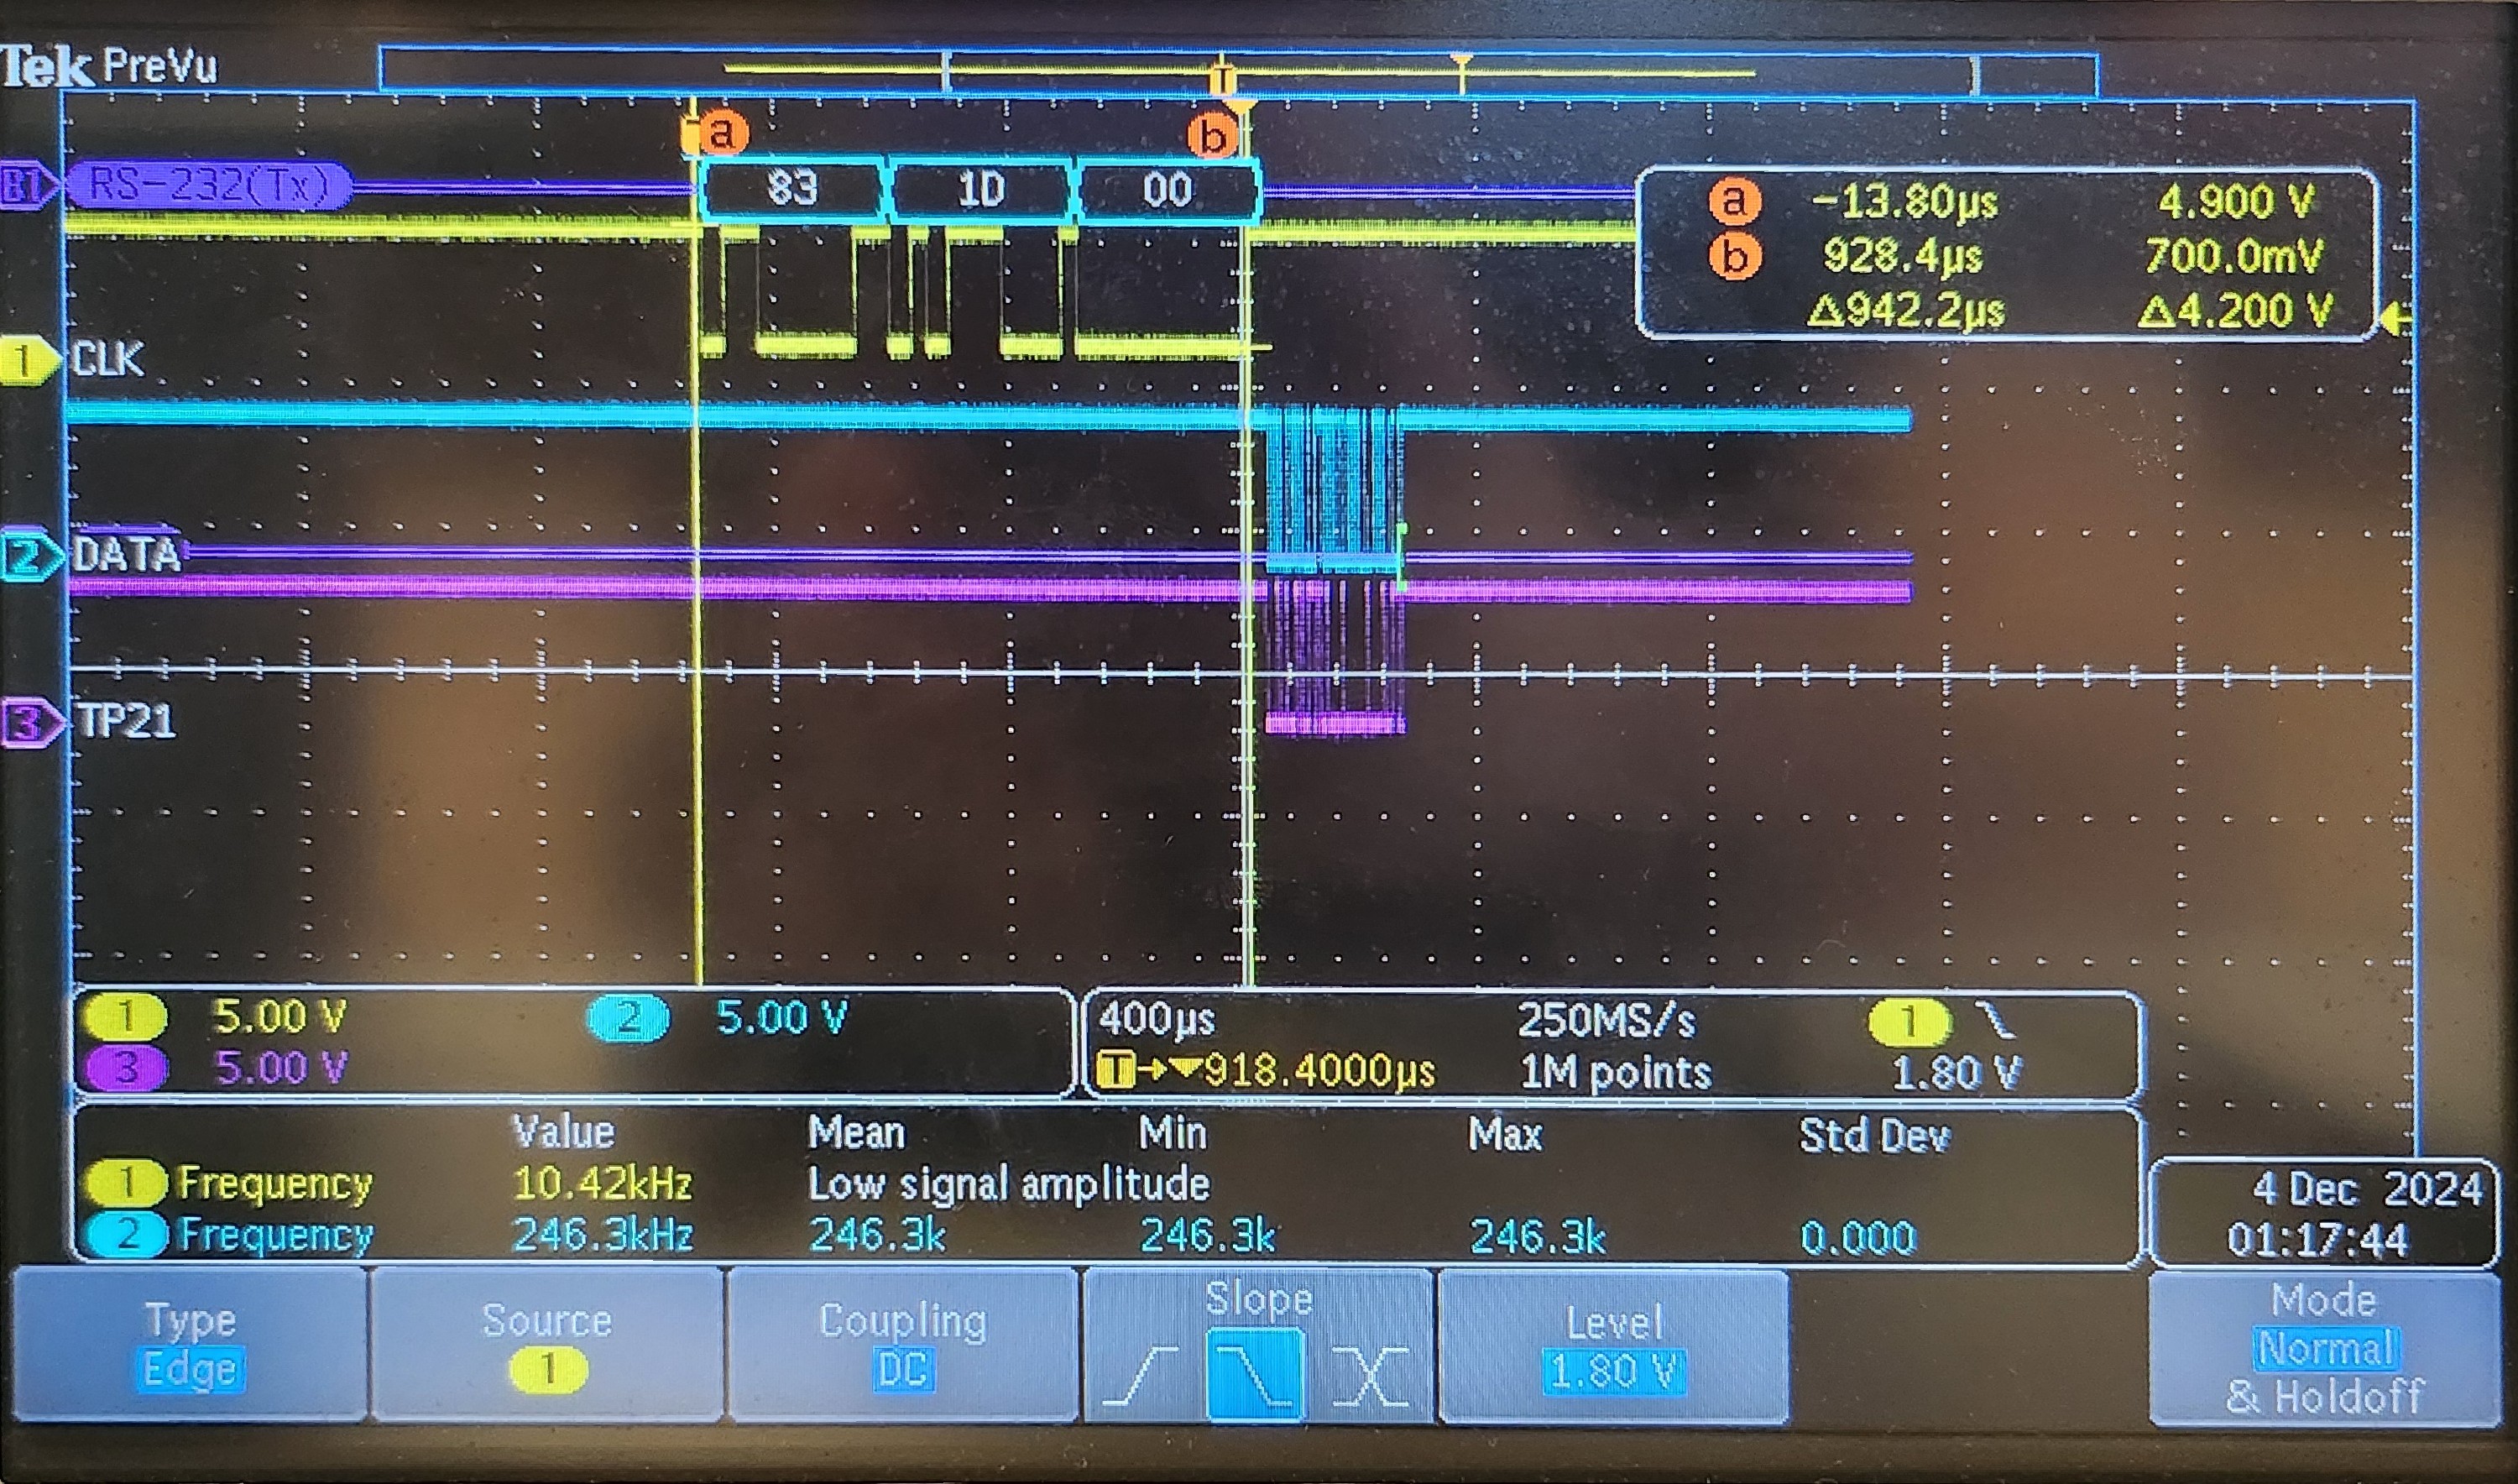 Tek PreVu
T
a b
B1 RS-232(Tx) 83 1D 00
a -13.80µs 4.900 V
b 928.4µs 700.0mV
Δ942.2µs Δ4.200 V
1 CLK
2 DATA
3 TP21
1 5.00 V 2 5.00 V
3 5.00 V
400µs 250MS/s 1
T→▼918.4000µs 1M points 1.80 V
Value Mean Min Max Std Dev
1 Frequency 10.42kHz Low signal amplitude
2 Frequency 246.3kHz 246.3k 246.3k 246.3k 0.000
4 Dec 2024
01:17:44
Type
Edge
Source
1
Coupling
DC
Slope
Level
1.80 V
Mode
Normal
& Holdoff